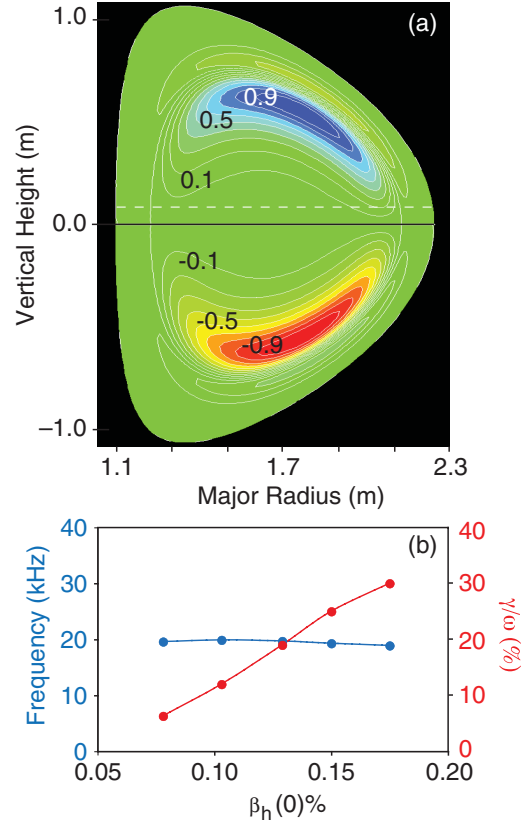 (a)
1.0
0.9
0.5
0.1
0.0
-0.1
-0.5
-0.9
−1.0
Vertical Height (m)
1.1 1.7 2.3
Major Radius (m)
(b)
40 40
30 30
20 20
10 10
0 0
Frequency (kHz)
γ/ω (%)
0.05 0.10 0.15 0.20
βh(0)%